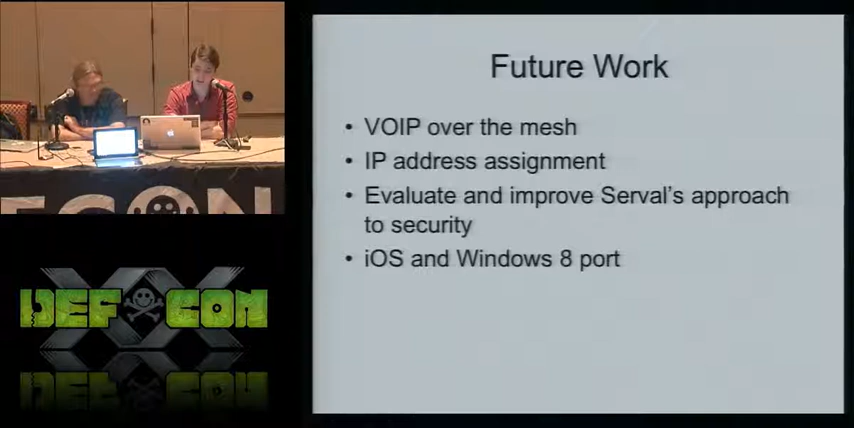 Future Work
• VOIP over the mesh
• IP address assignment
• Evaluate and improve Serval's approach
to security
• iOS and Windows 8 port
DEF CON
XX